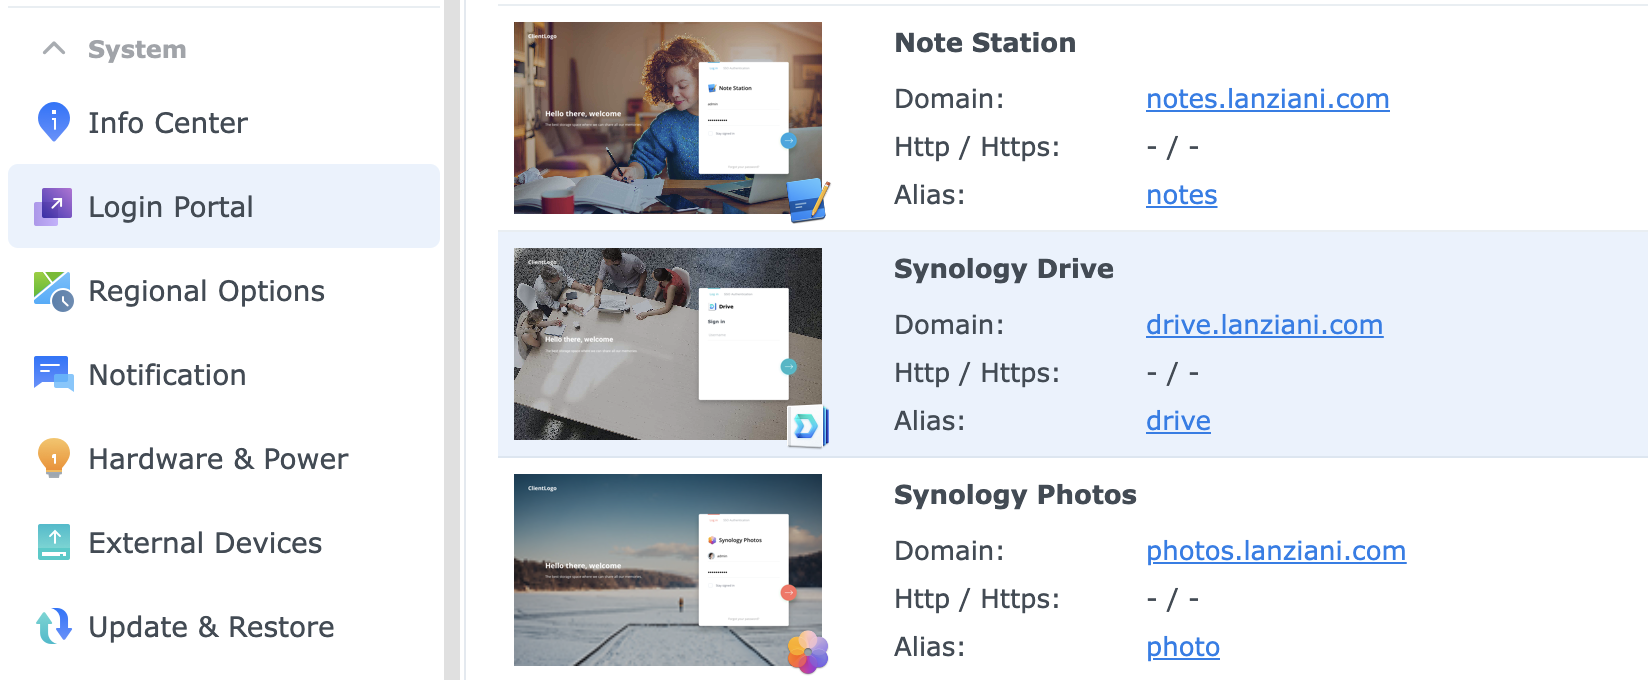 System
Info Center
Login Portal
Regional Options
Notification
Hardware & Power
External Devices
Update & Restore
ClientLogo
Hello there, welcome
Note Station
admin
Note Station
Domain: notes.lanziani.com
Http / Https: - / -
Alias: notes
ClientLogo
Hello there, welcome
Drive
Sign in
Synology Drive
Domain: drive.lanziani.com
Http / Https: - / -
Alias: drive
ClientLogo
Hello there, welcome
Synology Photos
admin
Synology Photos
Domain: photos.lanziani.com
Http / Https: - / -
Alias: photo